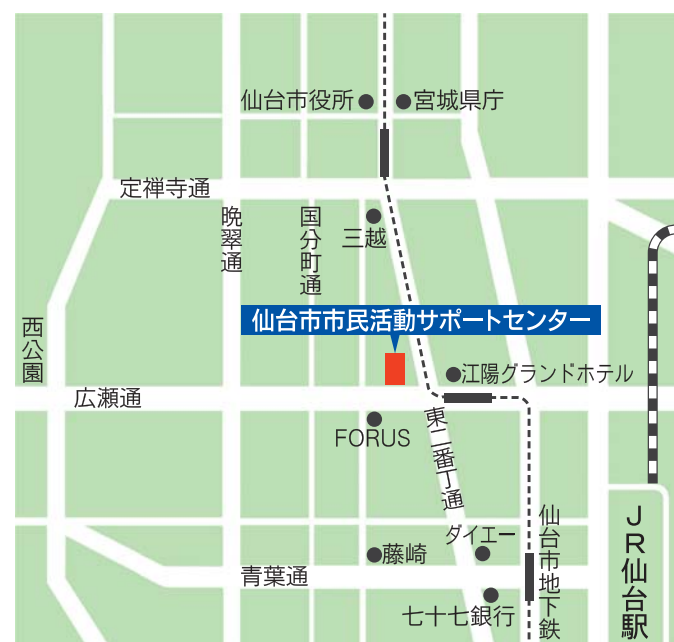 仙台市役所
宮城県庁
定禅寺通
晩翠通
国分町通
三越
仙台市市民活動サポートセンター
西公園
江陽グランドホテル
広瀬通
FORUS
東二番丁通
仙台市地下鉄
JR仙台駅
ダイエー
藤崎
青葉通
七十七銀行